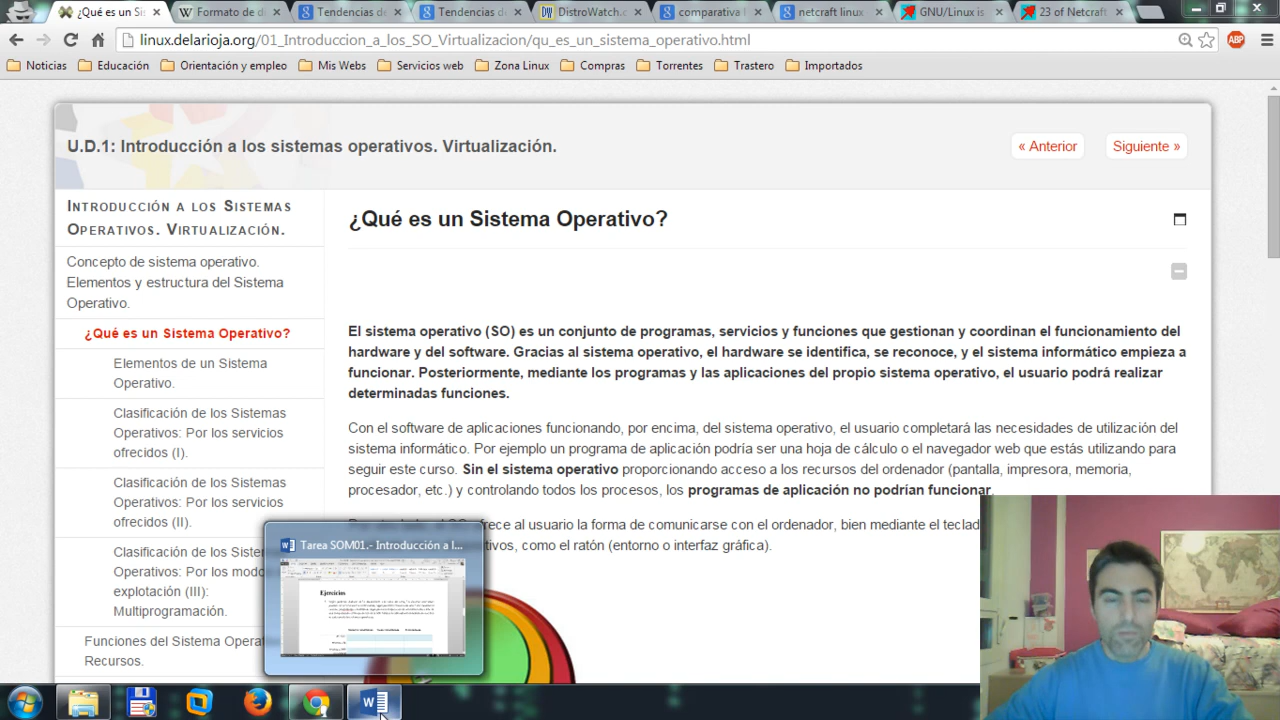 ¿Qué es un Sis
Formato de di
Tendencias de
Tendencias de
DistroWatch.c
comparativa l
netcraft linux
GNU/Linux is
23 of Netcraft
linux.delarioja.org/01_Introduccion_a_los_SO_Virtualizacion/qu_es_un_sistema_operativo.html
ABP
Noticias
Educación
Orientación y empleo
Mis Webs
Servicios web
Zona Linux
Compras
Torrentes
Trastero
Importados
U.D.1: Introducción a los sistemas operativos. Virtualización.
« Anterior
Siguiente »
Introducción a los Sistemas
Operativos. Virtualización.
Concepto de sistema operativo.
Elementos y estructura del Sistema
Operativo.
¿Qué es un Sistema Operativo?
Elementos de un Sistema
Operativo.
Clasificación de los Sistemas
Operativos: Por los servicios
ofrecidos (I).
Clasificación de los Sistemas
Operativos: Por los servicios
ofrecidos (II).
Clasificación de los Sistem
Operativos: Por los modo
explotación (III):
Multiprogramación.
Funciones del Sistema Operat
Recursos.
¿Qué es un Sistema Operativo?
El sistema operativo (SO) es un conjunto de programas, servicios y funciones que gestionan y coordinan el funcionamiento del
hardware y del software. Gracias al sistema operativo, el hardware se identifica, se reconoce, y el sistema informático empieza a
funcionar. Posteriormente, mediante los programas y las aplicaciones del propio sistema operativo, el usuario podrá realizar
determinadas funciones.
Con el software de aplicaciones funcionando, por encima, del sistema operativo, el usuario completará las necesidades de utilización del
sistema informático. Por ejemplo un programa de aplicación podría ser una hoja de cálculo o el navegador web que estás utilizando para
seguir este curso. Sin el sistema operativo proporcionando acceso a los recursos del ordenador (pantalla, impresora, memoria,
procesador, etc.) y controlando todos los procesos, los programas de aplicación no podrían funcionar.
ofrece al usuario la forma de comunicarse con el ordenador, bien mediante el teclad
como el ratón (entorno o interfaz gráfica).
Tarea SOM01.- Introducción a l...
Ejercicios